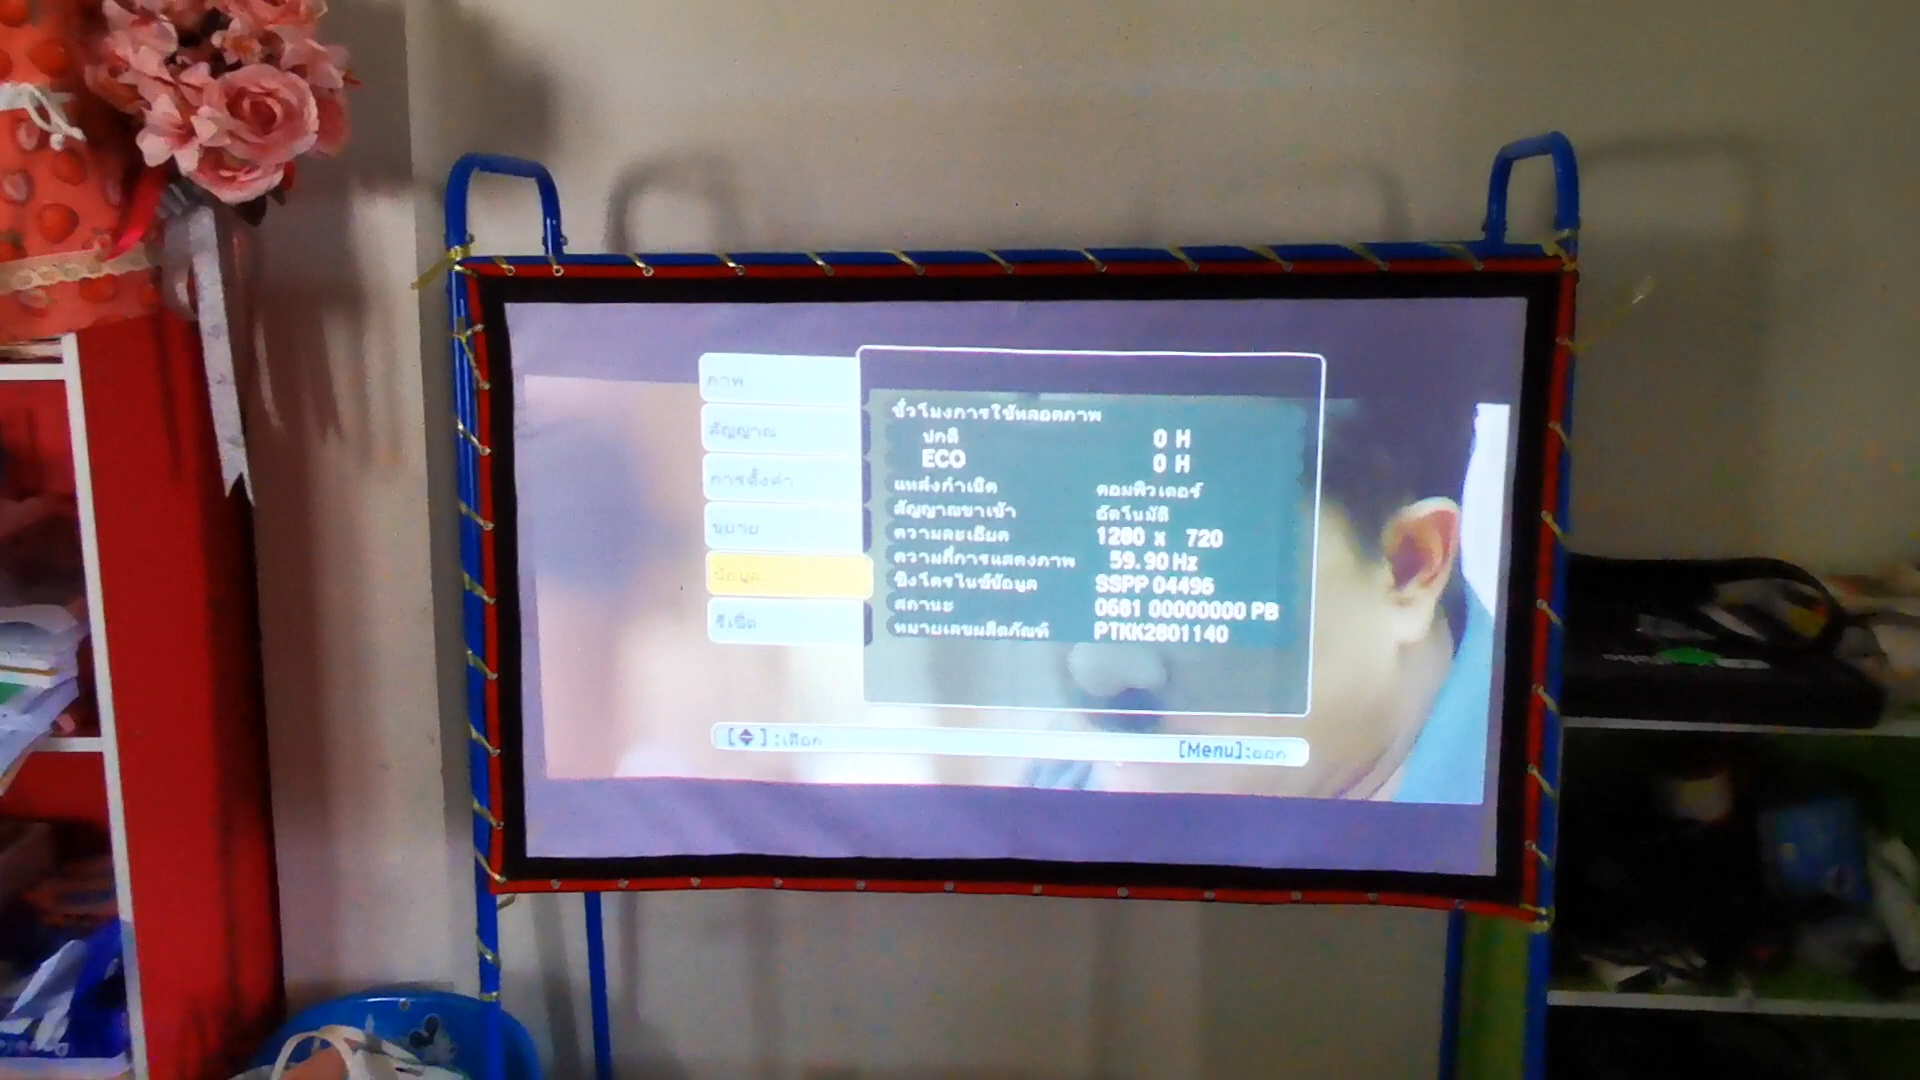 ภาพ
สัญญาณ
การตั้งค่า
ขยาย
ข้อมูล
รีเซ็ต
ชั่วโมงการใช้หลอดภาพ
ปกติ 0 H
ECO 0 H
แหล่งกำเนิด คอมพิวเตอร์
สัญญาณขาเข้า อัตโนมัติ
ความละเอียด 1280 x 720
ความถี่การแสดงภาพ 59.90 Hz
ซิงโครไนซ์ข้อมูล SSPP 04496
สถานะ 0681 00000000 PB
หมายเลขผลิตภัณฑ์ PTKK2801140
[ ] :เลือก [Menu]:ออก